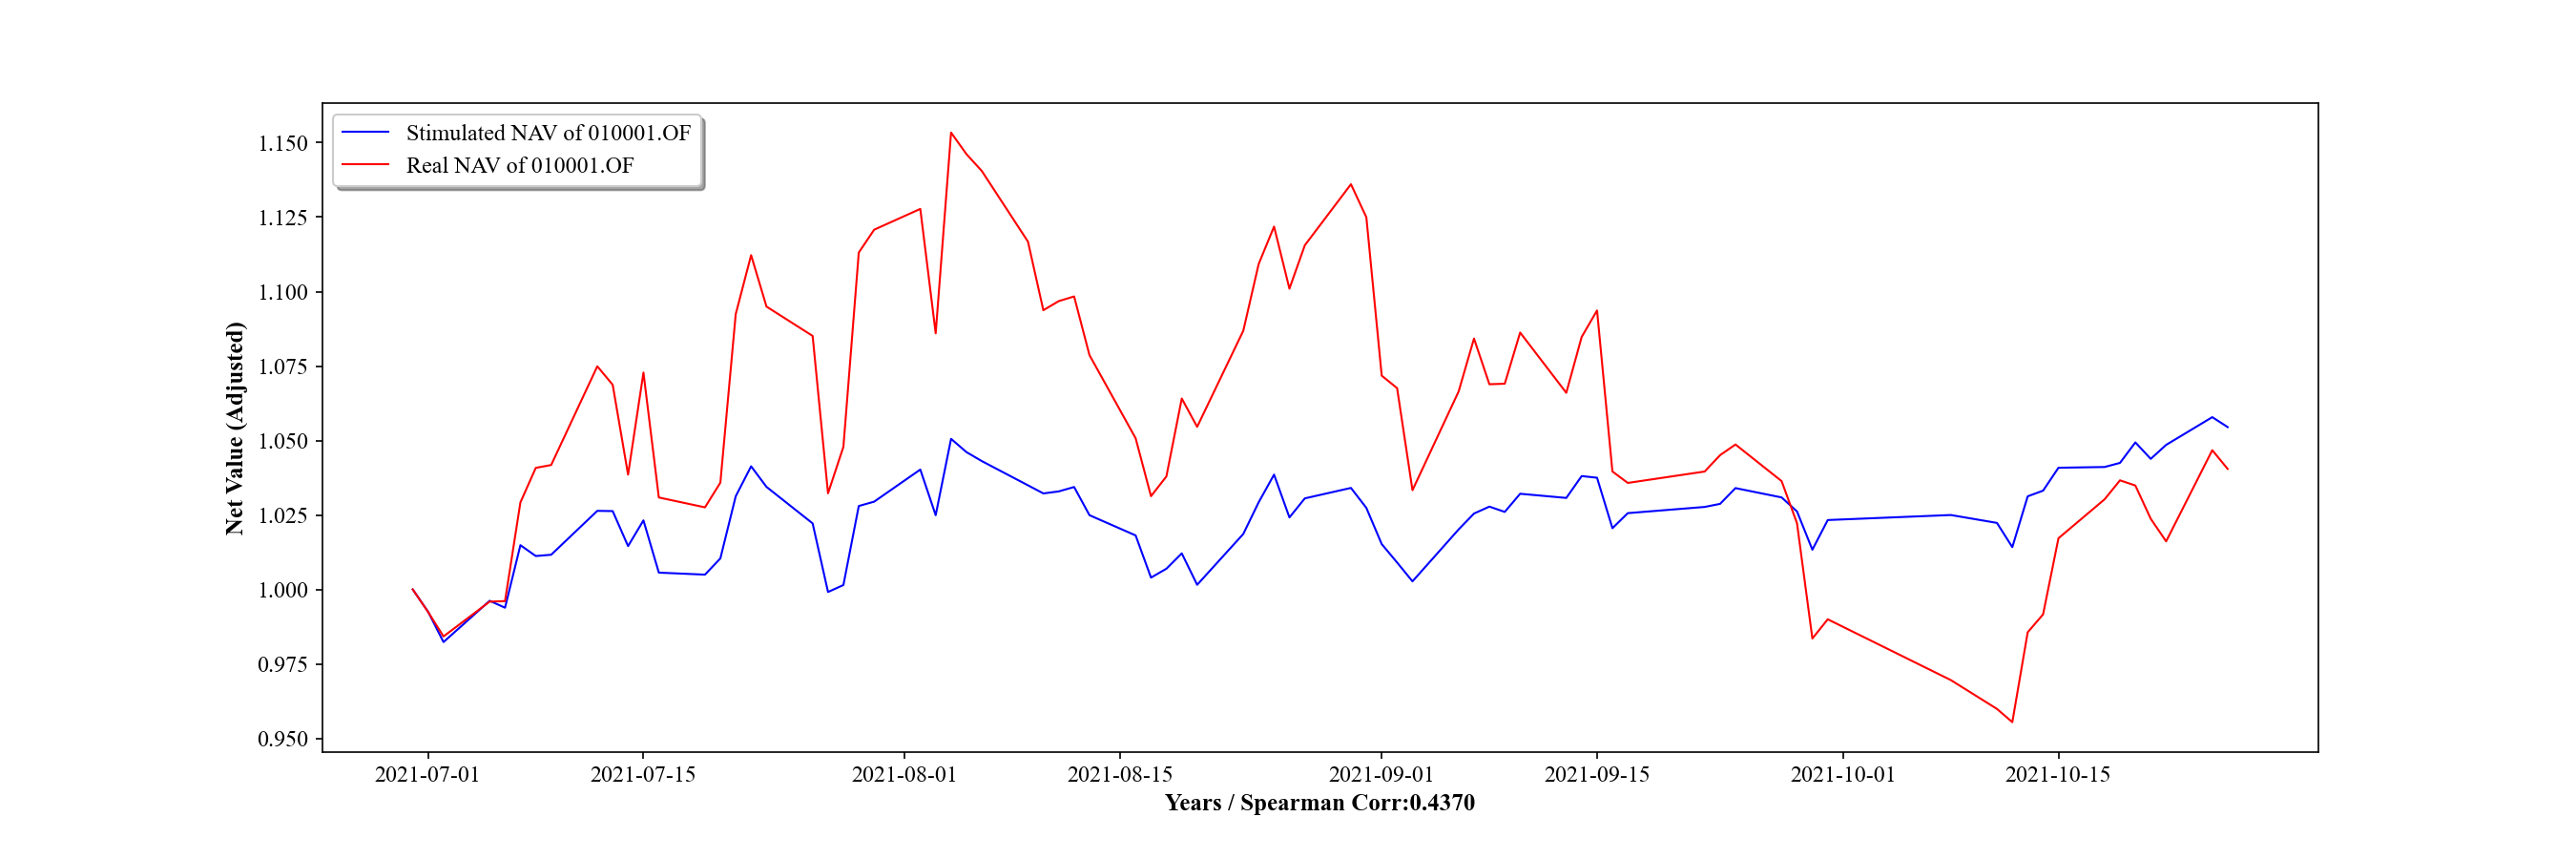 Stimulated NAV of 010001.OF
Real NAV of 010001.OF
1.150
1.125
1.100
1.075
1.050
1.025
1.000
0.975
0.950
Net Value (Adjusted)
2021-07-01 2021-07-15 2021-08-01 2021-08-15 2021-09-01 2021-09-15 2021-10-01 2021-10-15
Years / Spearman Corr:0.4370